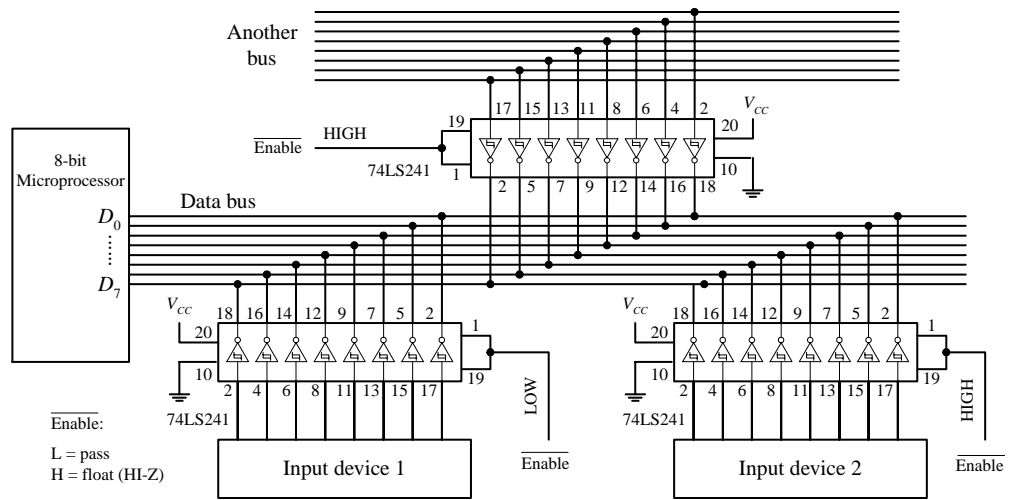 Another
bus
17 15 13 11 8 6 4 2
V_CC
20
19
Enable HIGH
74LS241
1
10
2 5 7 9 12 14 16 18
8-bit
Microprocessor
Data bus
D0
D7
V_CC
18 16 14 12 9 7 5 2
20
1
10
19
2 4 6 8 11 13 15 17
74LS241
LOW
Input device 1
Enable
V_CC
18 16 14 12 9 7 5 2
20
1
10
19
2 4 6 8 11 13 15 17
74LS241
HIGH
Input device 2
Enable
Enable:
L = pass
H = float (HI-Z)